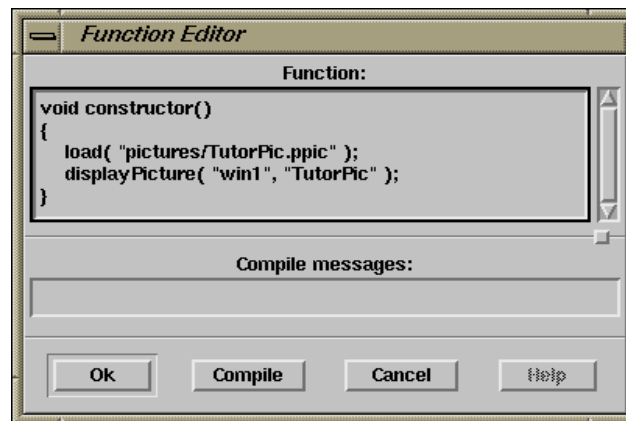 Function Editor
Function:
void constructor()
{
load( "pictures/TutorPic.ppic" );
displayPicture( "win1", "TutorPic" );
}
Compile messages:
Ok Compile Cancel Help